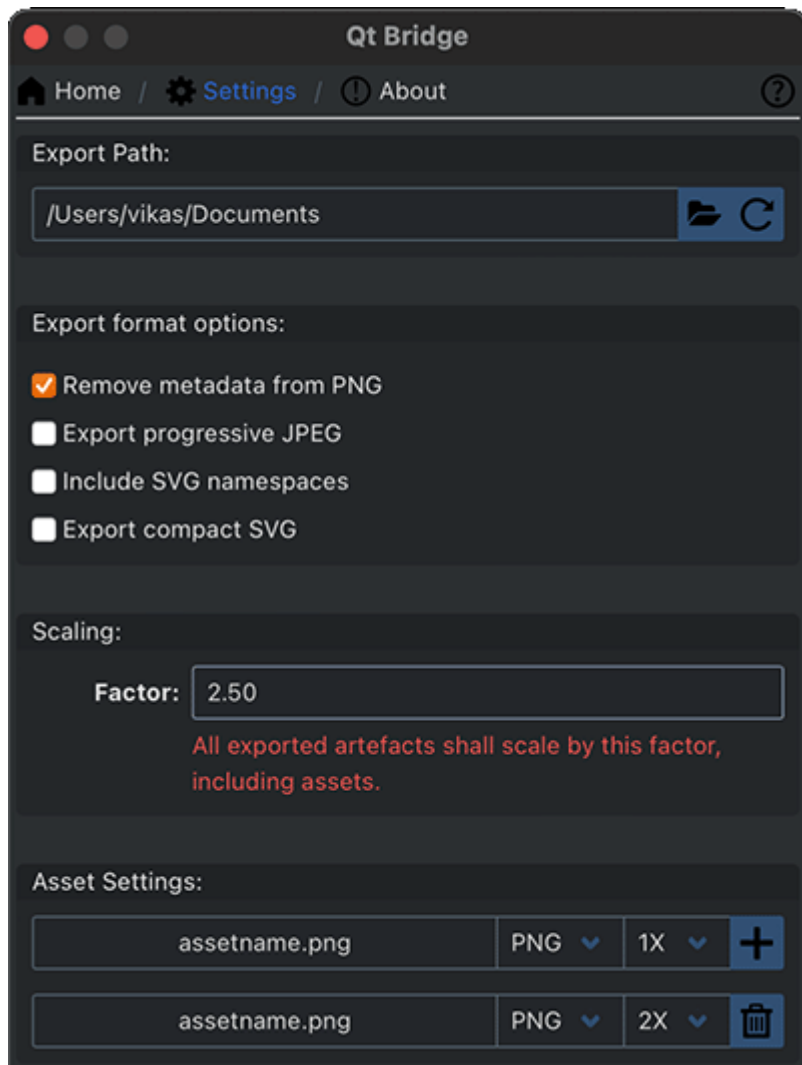 Qt Bridge
Home / Settings / About
Export Path:
/Users/vikas/Documents
Export format options:
Remove metadata from PNG
Export progressive JPEG
Include SVG namespaces
Export compact SVG
Scaling:
Factor: 2.50
All exported artefacts shall scale by this factor,
including assets.
Asset Settings:
assetname.png PNG 1X
assetname.png PNG 2X